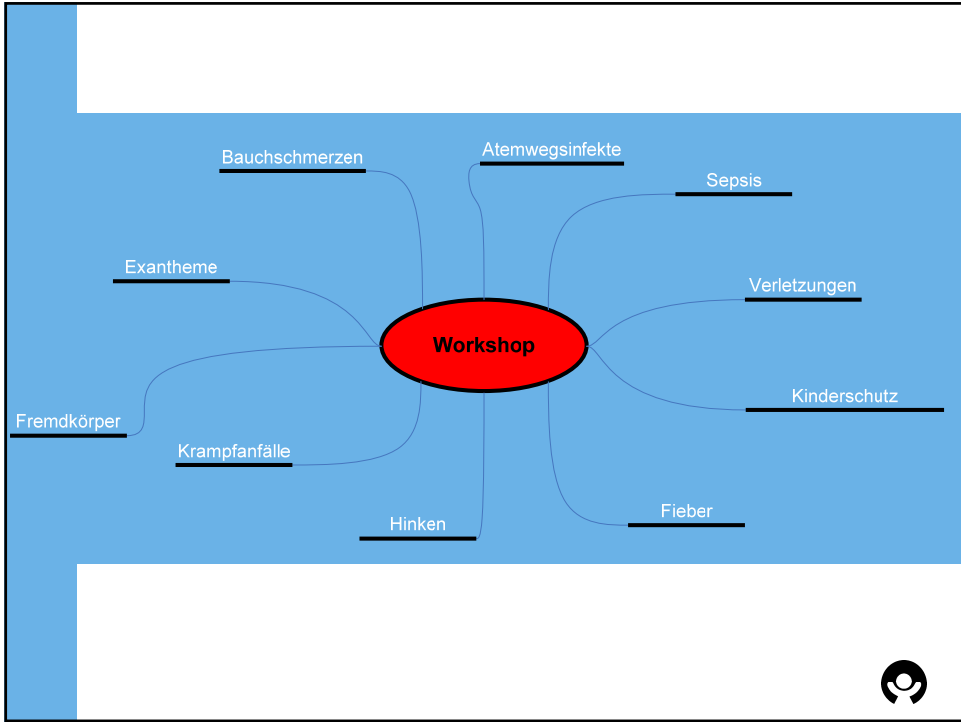 Atemwegsinfekte
Bauchschmerzen
Sepsis
Exantheme
Verletzungen
Workshop
Kinderschutz
Fremdkörper
Krampfanfälle
Fieber
Hinken